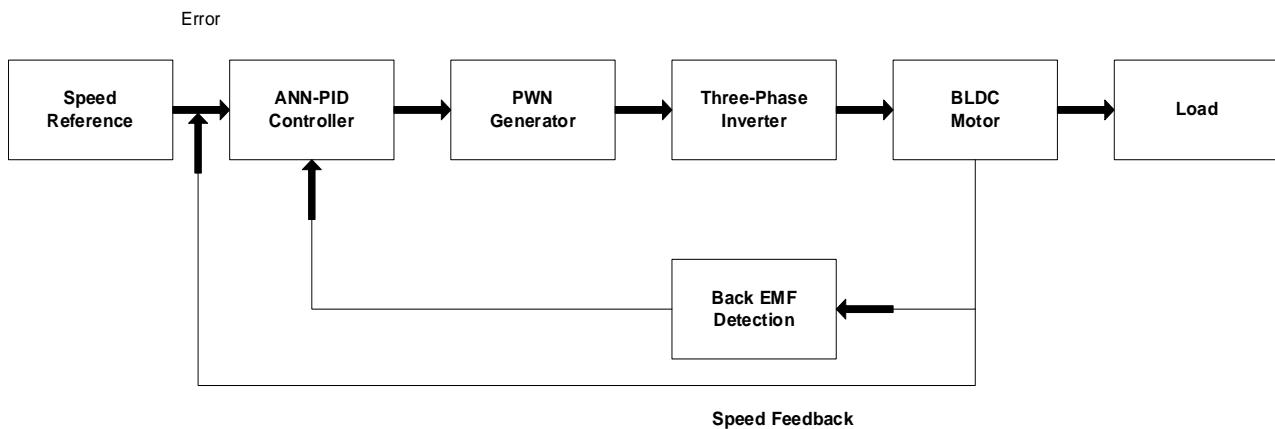 Error
Speed
Reference
ANN-PID
Controller
PWN
Generator
Three-Phase
Inverter
BLDC
Motor
Load
Back EMF
Detection
Speed Feedback